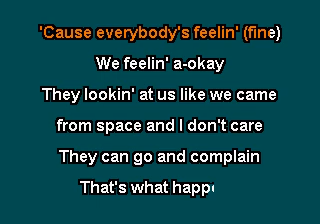 'Cause everybody's feelin' (fine)
We feelin' a-okay
They lookin' at us like we came
from space and I don't care
They can go and complain
That's what